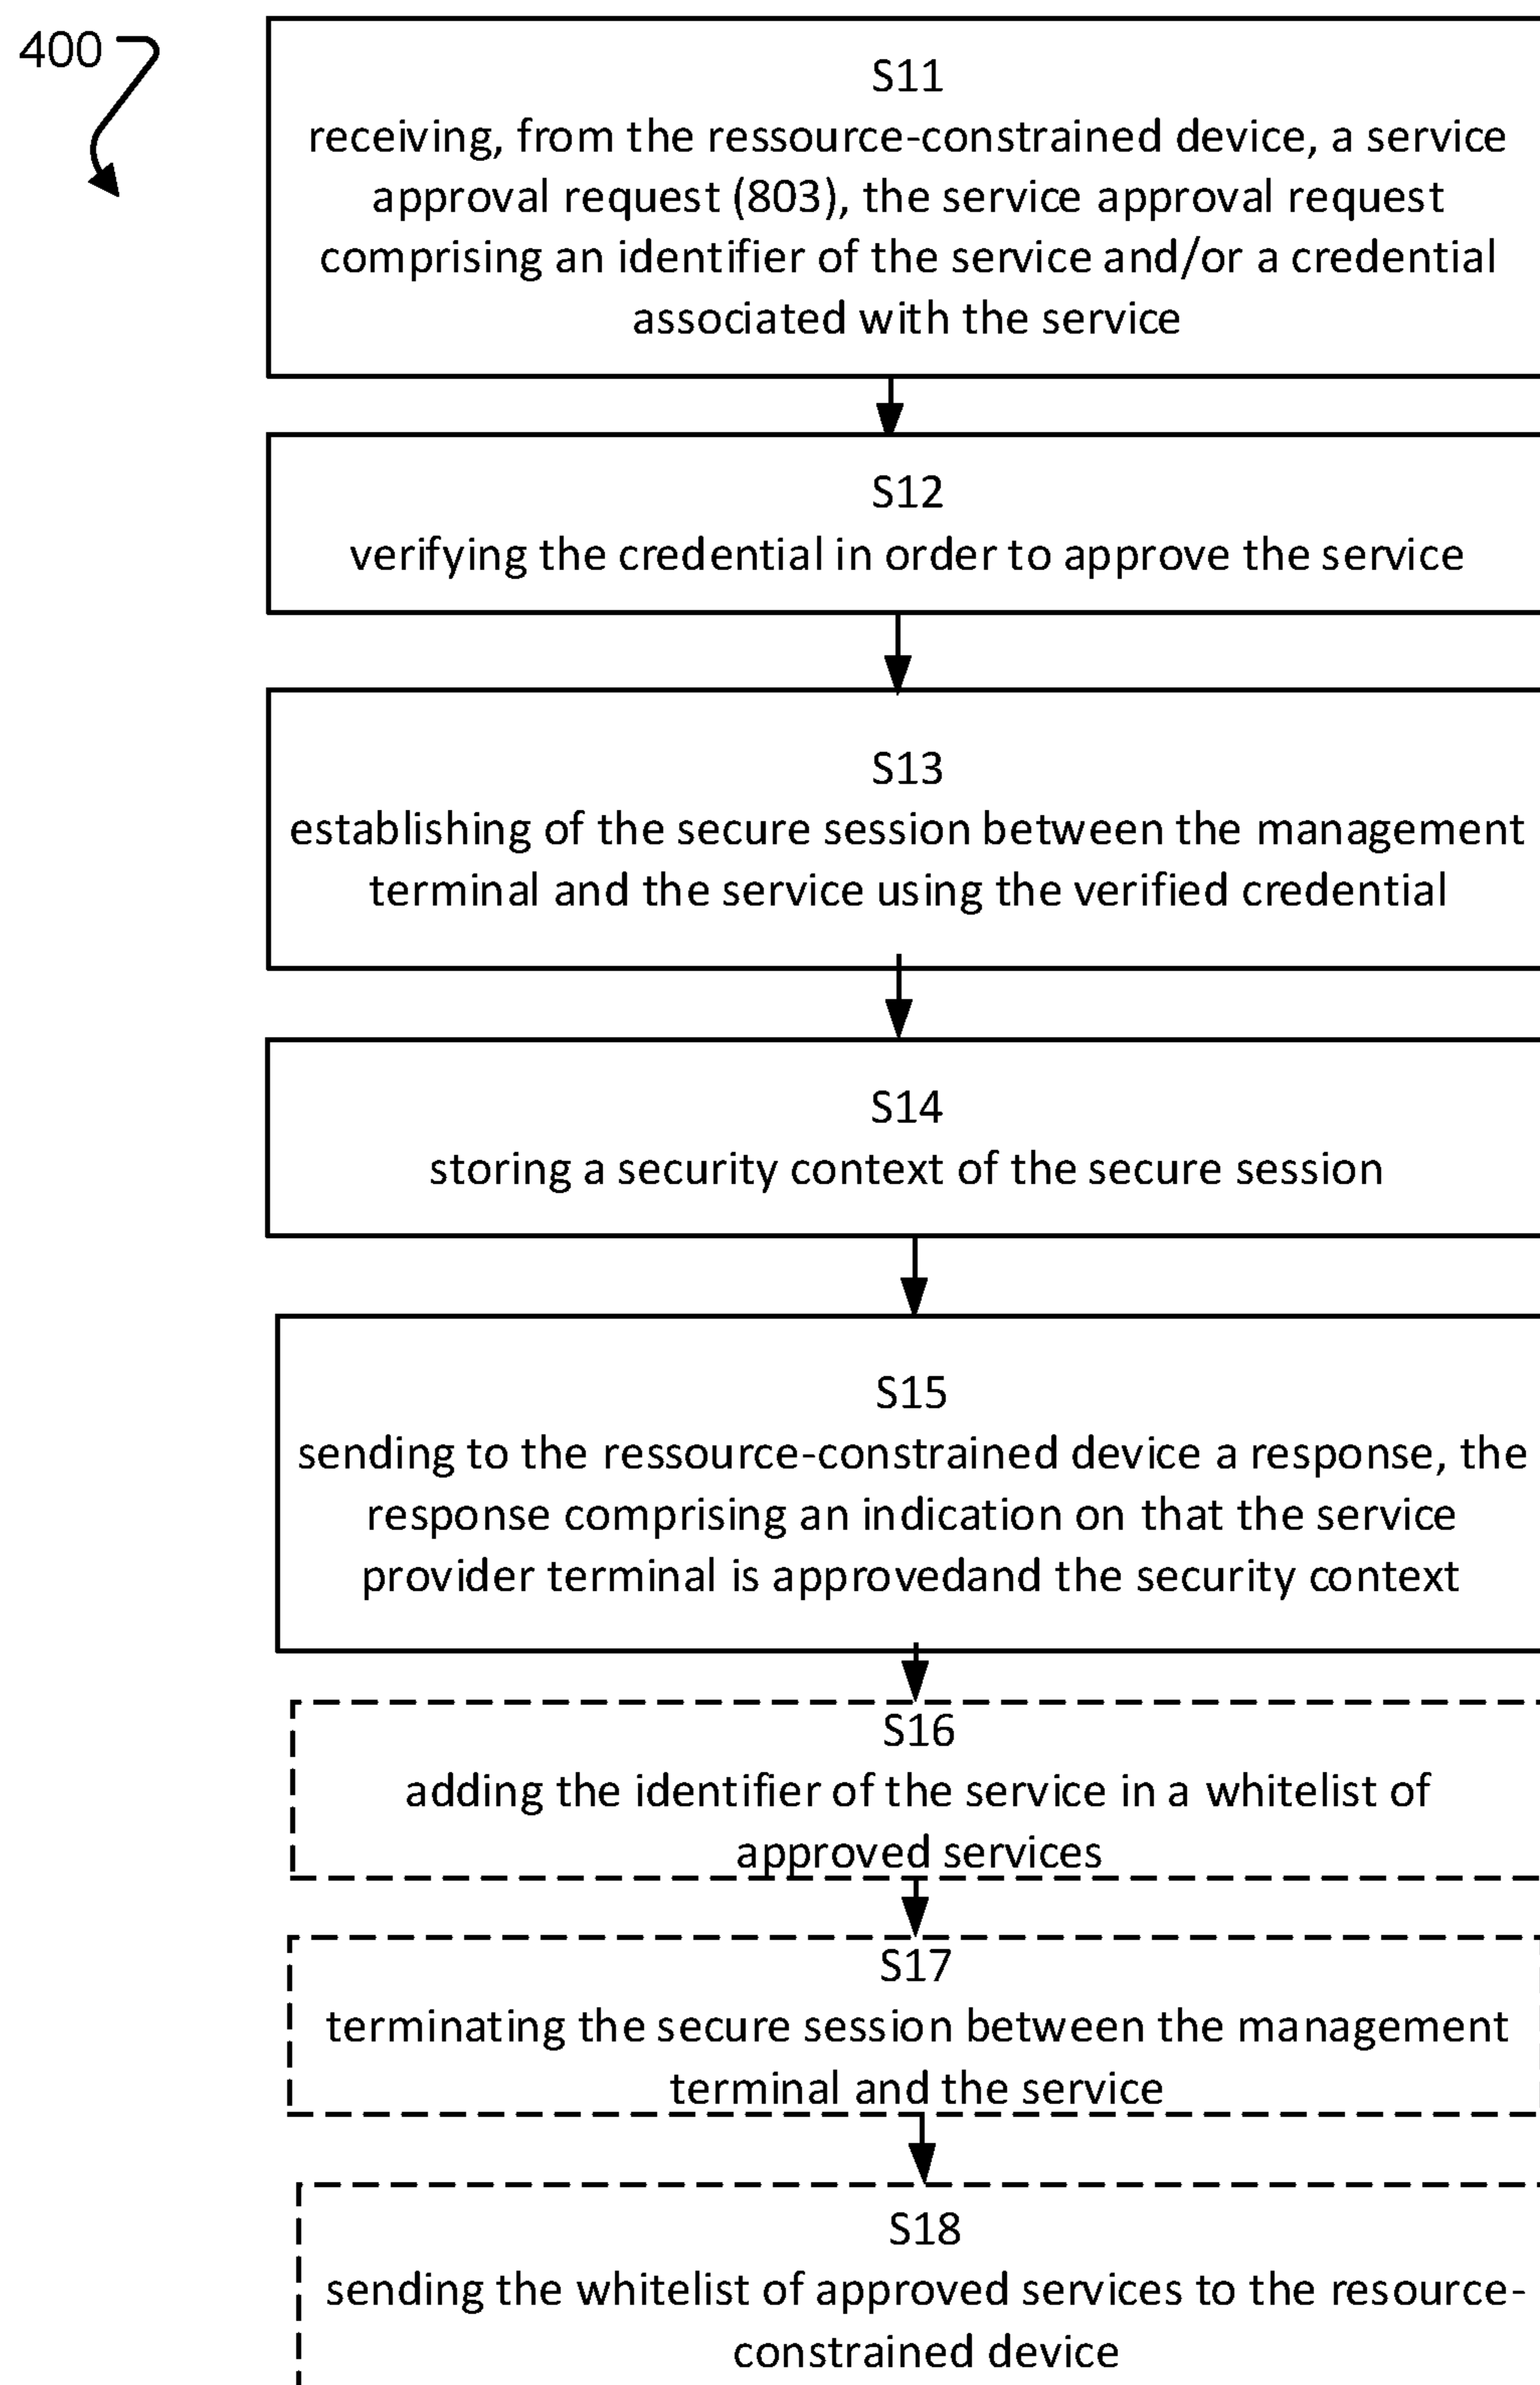 400
S11
receiving, from the ressource-constrained device, a service
approval request (803), the service approval request
comprising an identifier of the service and/or a credential
associated with the service
S12
verifying the credential in order to approve the service
S13
establishing of the secure session between the management
terminal and the service using the verified credential
S14
storing a security context of the secure session
S15
sending to the ressource-constrained device a response, the
response comprising an indication on that the service
provider terminal is approvedand the security context
S16
adding the identifier of the service in a whitelist of
approved services
S17
terminating the secure session between the management
terminal and the service
S18
sending the whitelist of approved services to the resource-
constrained device